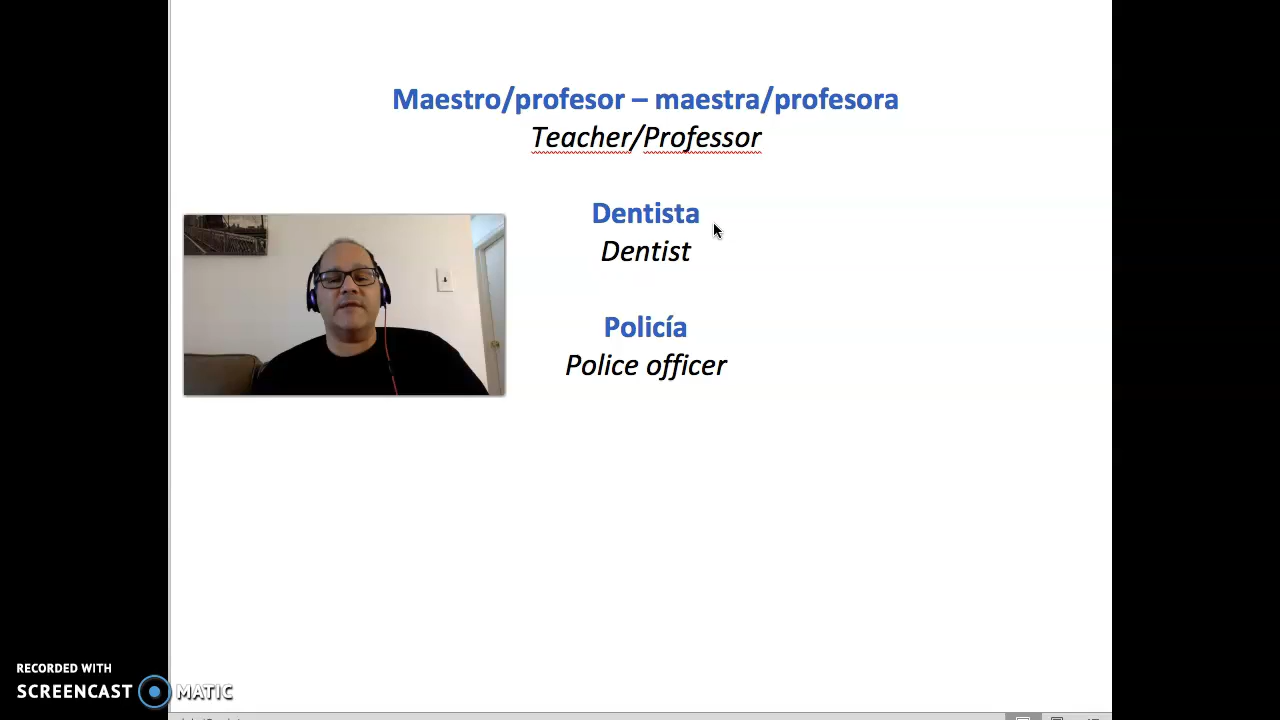 Maestro/profesor – maestra/profesora
Teacher/Professor
Dentista
Dentist
Policía
Police officer
RECORDED WITH
SCREENCAST MATIC